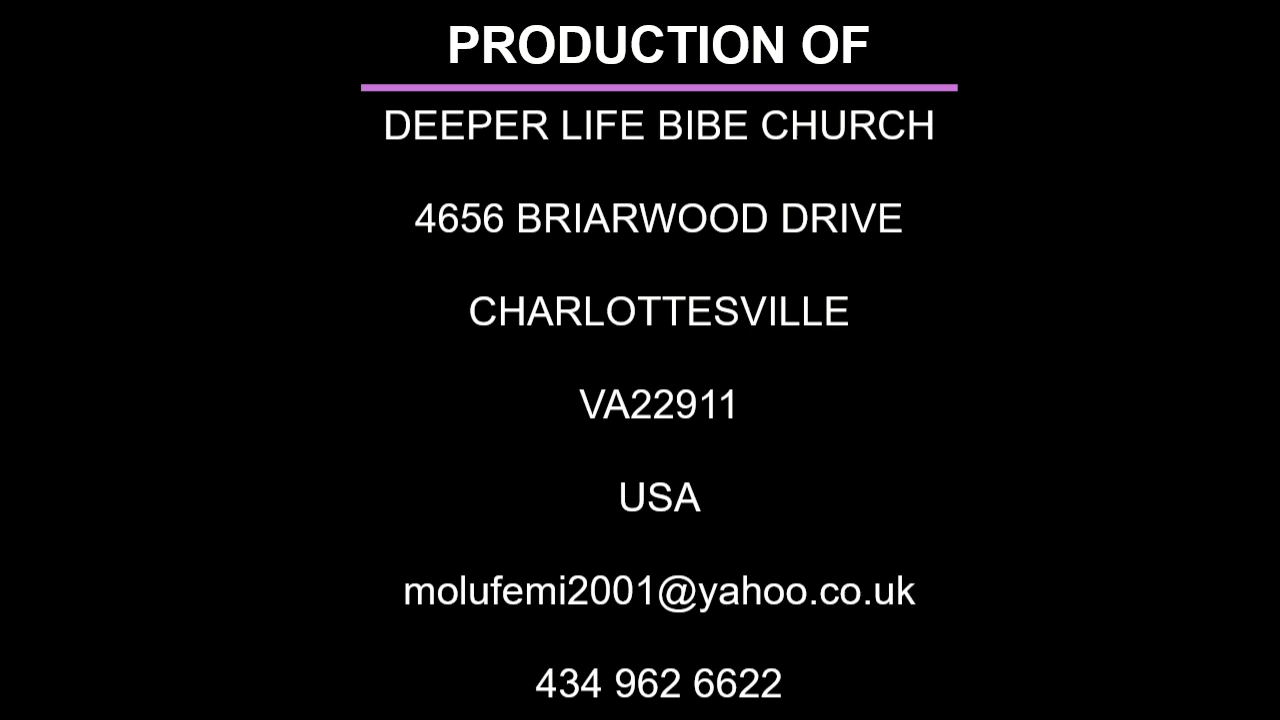 PRODUCTION OF
DEEPER LIFE BIBE CHURCH
4656 BRIARWOOD DRIVE
CHARLOTTESVILLE
VA22911
USA
molufemi2001@yahoo.co.uk
434 962 6622